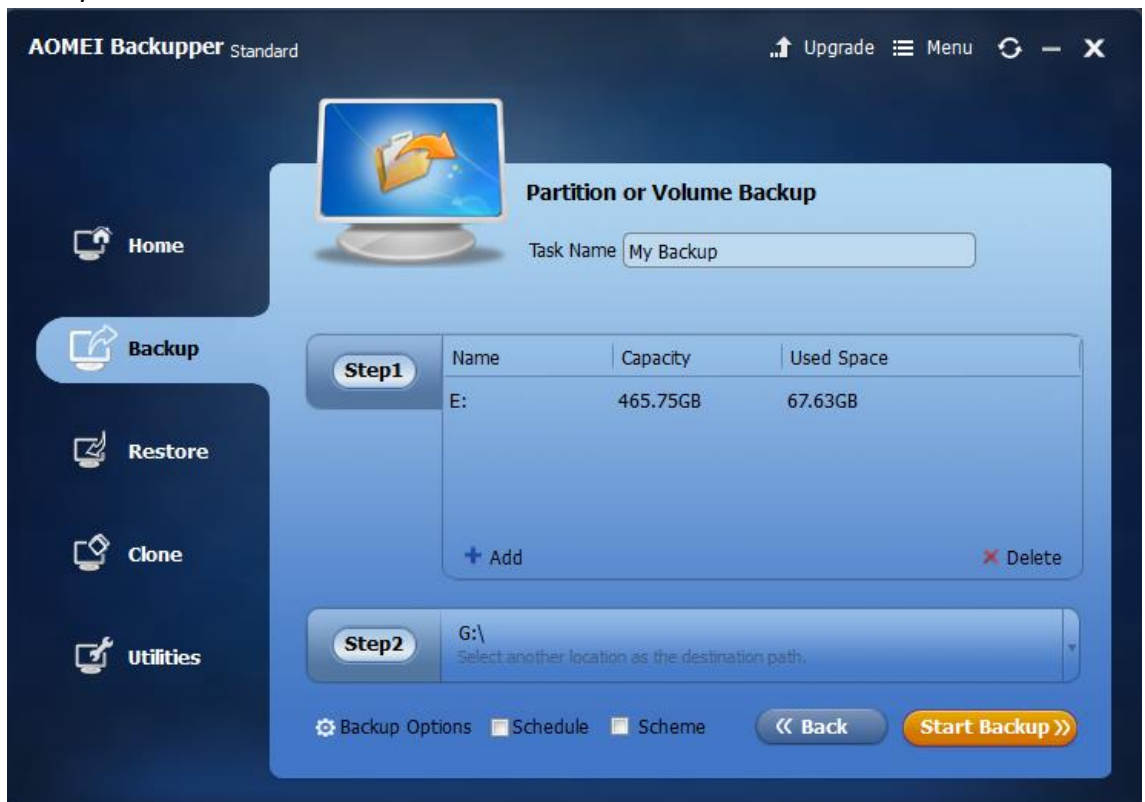 AOMEI Backupper Standard
Upgrade Menu
Partition or Volume Backup
Task Name My Backup
Home
Backup
Restore
Clone
Utilities
Step1
Name Capacity Used Space
E: 465.75GB 67.63GB
Add Delete
Step2
G:\
Select another location as the destination path.
Backup Options Schedule Scheme Back Start Backup